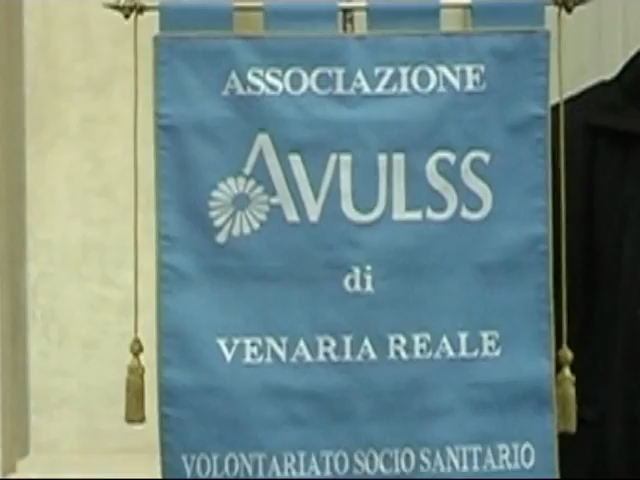 ASSOCIAZIONE
AVULSS
di
VENARIA REALE
VOLONTARIATO SOCIO SANITARIO